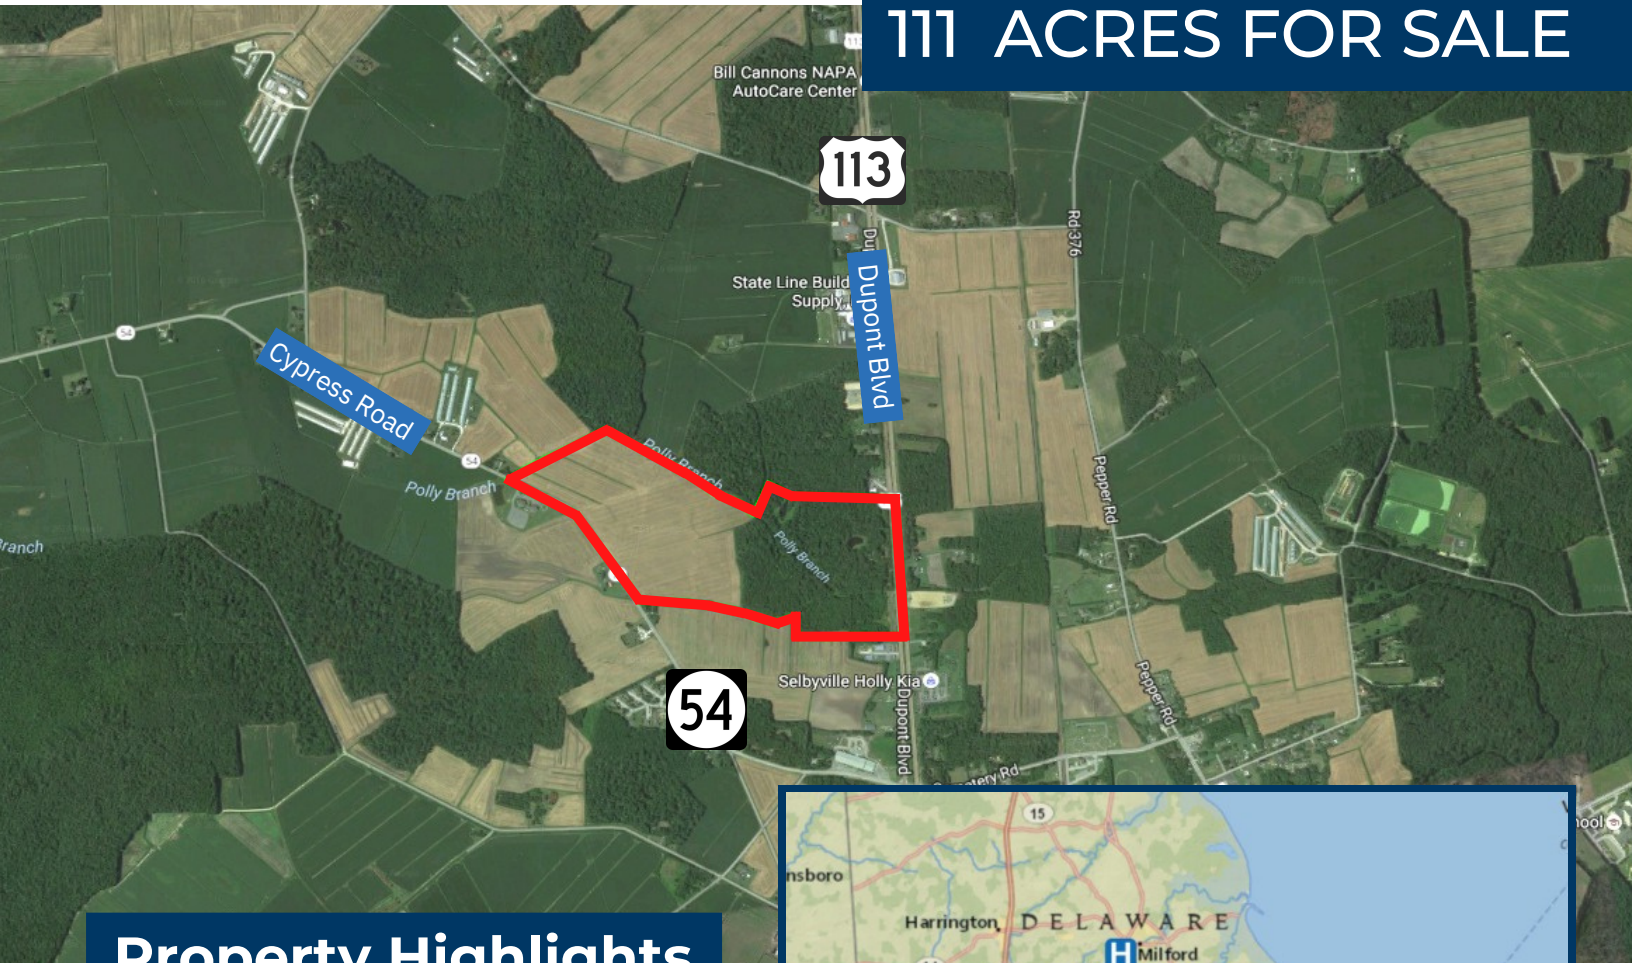 111 ACRES FOR SALE
113
Bill Cannons NAPA
AutoCare Center
113
Rd 376
State Line Build
Supply,
Dupont Blvd
54
Cypress Road
54
Polly Branch
Polly Branch
Polly Branch
Pepper Rd
Pepper Rd
54
Selbyville Holly Kia
Dupont Blvd
15
nsboro
Harrington
DELAWARE
H Milford
Property Highlights